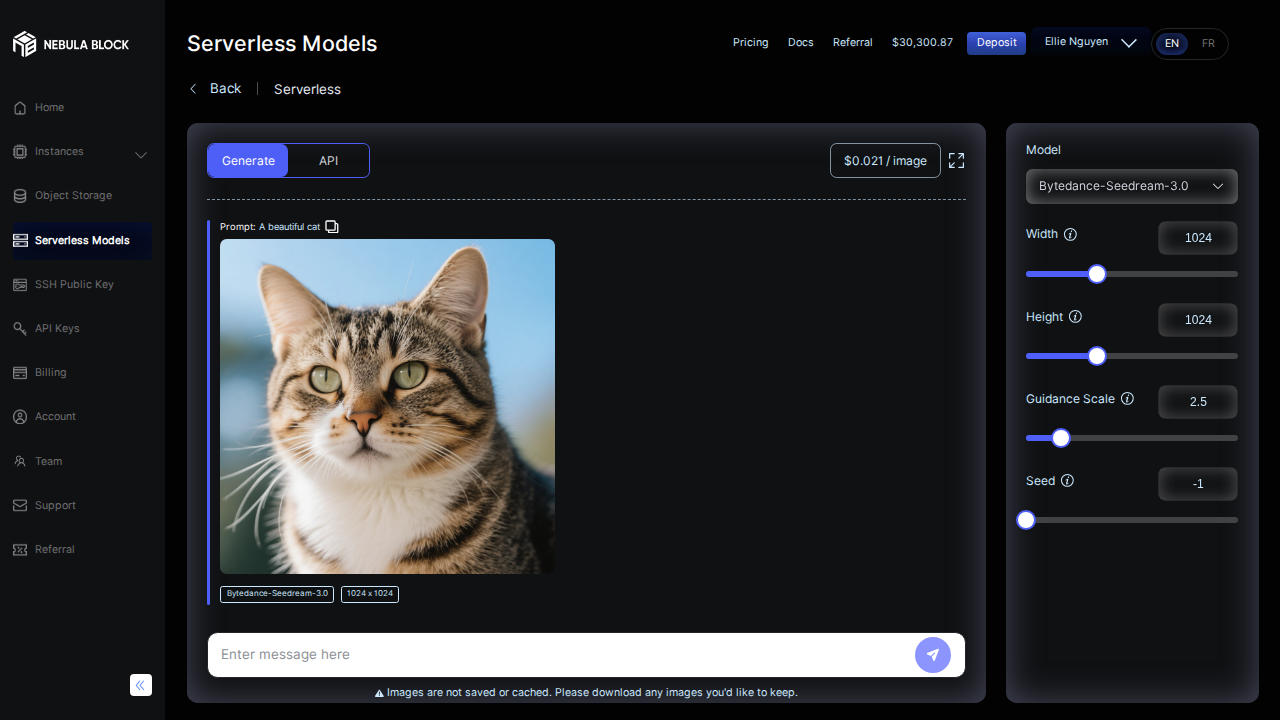 NEBULA BLOCK
Home
Instances
Object Storage
Serverless Models
SSH Public Key
API Keys
Billing
Account
Team
Support
Referral
Serverless Models
Pricing
Docs
Referral
$30,300.87
Deposit
Ellie Nguyen
EN
FR
Back
Serverless
Generate
API
$0.021 / image
Prompt: A beautiful cat
Bytedance-Seedream-3.0
1024 x 1024
Enter message here
Images are not saved or cached. Please download any images you'd like to keep.
Model
Bytedance-Seedream-3.0
Width
1024
Height
1024
Guidance Scale
2.5
Seed
-1